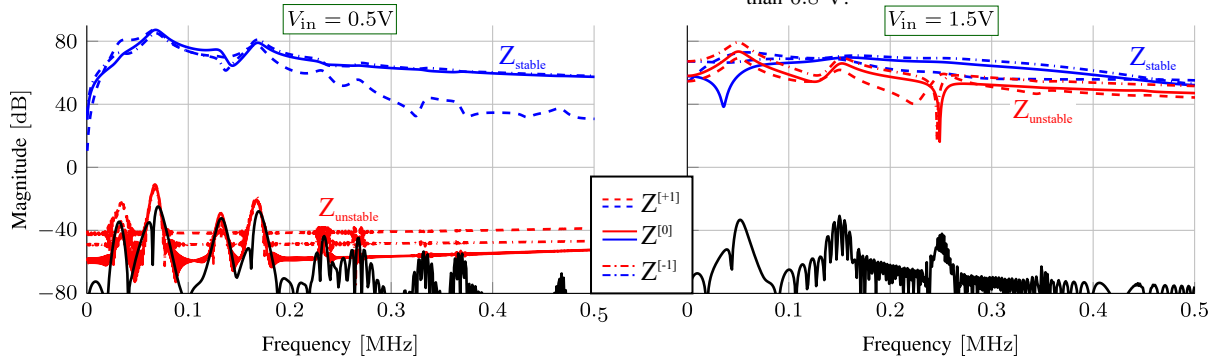 than 0.8 V.
V_in = 0.5V
V_in = 1.5V
Magnitude [dB]
80
40
0
−40
−80
Z_stable
Z_unstable
0
0.1
0.2
0.3
0.4
0.5
Frequency [MHz]
Z^[+1]
Z^[0]
Z^[-1]
Z_stable
Z_unstable
0
0.1
0.2
0.3
0.4
0.5
Frequency [MHz]